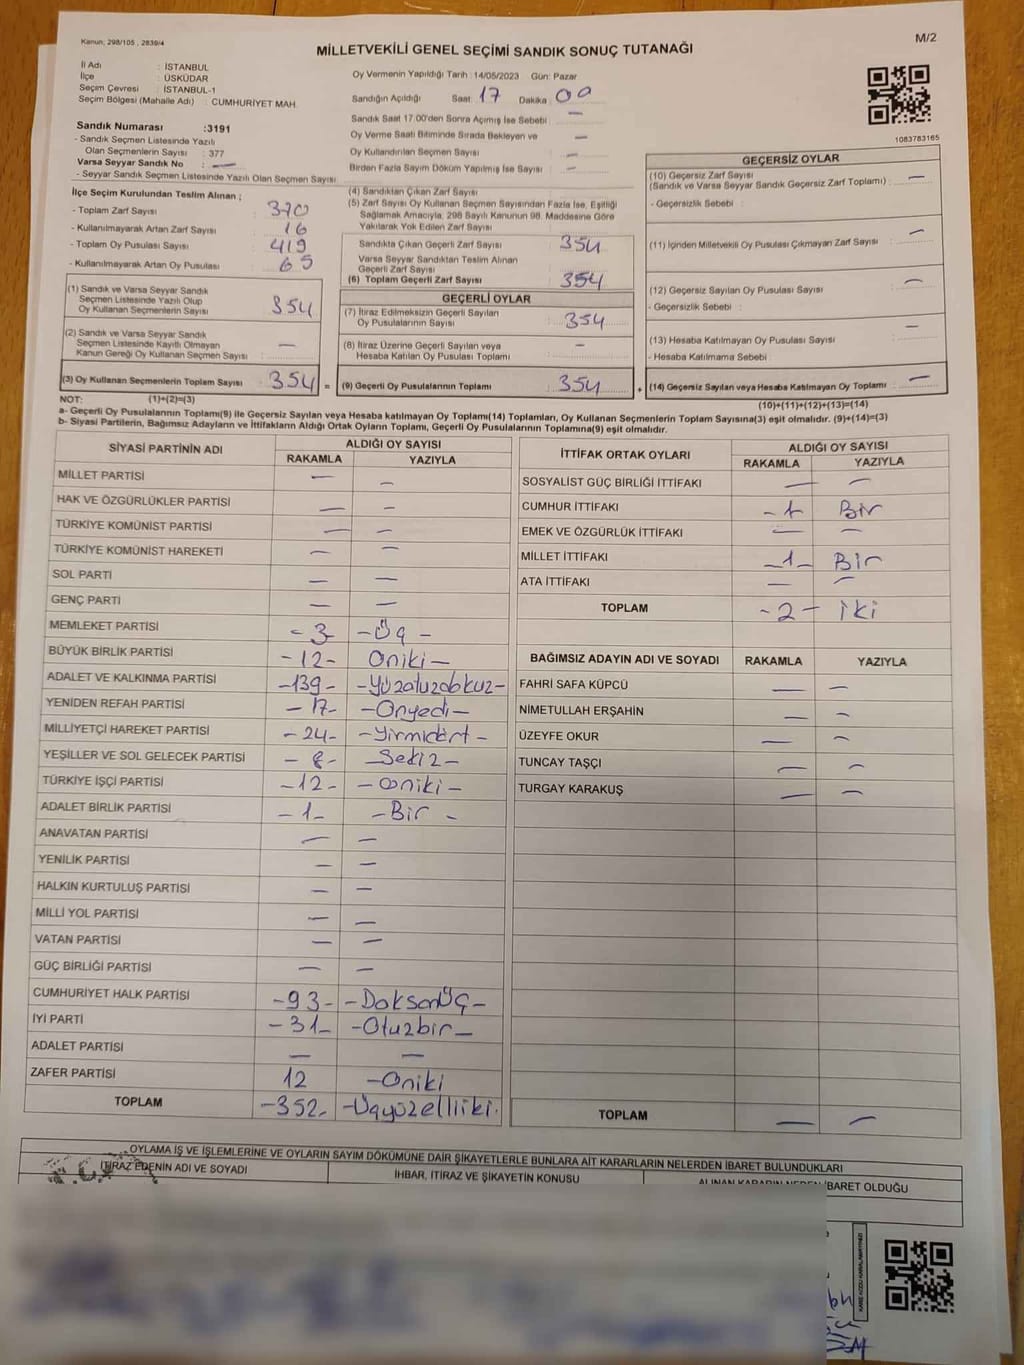 Kanun: 298/105 , 2839/4
M/2
MİLLETVEKİLİ GENEL SEÇİMİ SANDIK SONUÇ TUTANAĞI
İl Adı : İSTANBUL
İlçe : ÜSKÜDAR
Seçim Çevresi : İSTANBUL-1
Seçim Bölgesi (Mahalle Adı) : CUMHURİYET MAH.
Oy Vermenin Yapıldığı Tarih :14/05/2023 Gün: Pazar
Sandığın Açıldığı Saat: 17 Dakika: 00
Sandık Saat 17:00'den Sonra Açımış İse Sebebi : —
Oy Verme Saati Bitiminde Sırada Bekleyen ve —
Oy Kullandırılan Seçmen Sayısı : —
Birden Fazla Sayım Döküm Yapılmış İse Sayısı : —
1083783165
Sandık Numarası :3191
- Sandık Seçmen Listesinde Yazılı
Olan Seçmenlerin Sayısı : 377
Varsa Seyyar Sandık No : —
- Seyyar Sandık Seçmen Listesinde Yazılı Olan Seçmen Sayısı:
İlçe Seçim Kurulundan Teslim Alınan ;
- Toplam Zarf Sayısı : 370
- Kullanılmayarak Artan Zarf Sayısı : 16
- Toplam Oy Pusulası Sayısı : 419
- Kullanılmayarak Artan Oy Pusulası : 65
(4) Sandıktan Çıkan Zarf Sayısı :
(5) Zarf Sayısı Oy Kullanan Seçmen Sayısından Fazla İse, Eşitliği
Sağlamak Amacıyla, 298 Sayılı Kanunun 98. Maddesine Göre
Yakılarak Yok Edilen Zarf Sayısı :
Sandıkta Çıkan Geçerli Zarf Sayısı : 354
Varsa Seyyar Sandıktan Teslim Alınan
Geçerli Zarf Sayısı :
(6) Toplam Geçerli Zarf Sayısı : 354
GEÇERSİZ OYLAR
(10) Geçersiz Zarf Sayısı
(Sandık ve Varsa Seyyar Sandık Geçersiz Zarf Toplamı) : —
- Geçersizlik Sebebi :
(11) İçinden Milletvekili Oy Pusulası Çıkmayan Zarf Sayısı : —
(12) Geçersiz Sayılan Oy Pusulası Sayısı : —
- Geçersizlik Sebebi :
(13) Hesaba Katılmayan Oy Pusulası Sayısı : —
- Hesaba Katılmama Sebebi :
(14) Geçersiz Sayılan veya Hesaba Katılmayan Oy Toplamı : —
(10)+(11)+(12)+(13)=(14)
(1) Sandık ve Varsa Seyyar Sandık
Seçmen Listesinde Yazılı Olup
Oy Kullanan Seçmenlerin Sayısı : 354
(2) Sandık ve Varsa Seyyar Sandık
Seçmen Listesinde Kayıtlı Olmayan
Kanun Gereği Oy Kullanan Seçmen Sayısı : —
(3) Oy Kullanan Seçmenlerin Toplam Sayısı : 354 =
GEÇERLİ OYLAR
(7) İtiraz Edilmeksizin Geçerli Sayılan
Oy Pusulalarının Sayısı : 354
(8) İtiraz Üzerine Geçerli Sayılan veya
Hesaba Katılan Oy Pusulası Toplamı : —
(9) Geçerli Oy Pusulalarının Toplamı : 354 +
NOT: (1)+(2)=(3)
a- Geçerli Oy Pusulalarının Toplamı(9) ile Geçersiz Sayılan veya Hesaba katılmayan Oy Toplamı(14) Toplamları, Oy Kullanan Seçmenlerin Toplam Sayısına(3) eşit olmalıdır. (9)+(14)=(3)
b- Siyasi Partilerin, Bağımsız Adayların ve İttifakların Aldığı Ortak Oyların Toplamı, Geçerli Oy Pusulalarının Toplamına(9) eşit olmalıdır.
SİYASİ PARTİNİN ADI ALDIĞI OY SAYISI
RAKAMLA YAZIYLA
MİLLET PARTİSİ — —
HAK VE ÖZGÜRLÜKLER PARTİSİ — —
TÜRKİYE KOMÜNİST PARTİSİ — —
TÜRKİYE KOMÜNİST HAREKETİ — —
SOL PARTİ — —
GENÇ PARTİ — —
MEMLEKET PARTİSİ -3- -Üç-
BÜYÜK BİRLİK PARTİSİ -12- Oniki-
ADALET VE KALKINMA PARTİSİ -139- -Yüzotuzdokuz-
YENİDEN REFAH PARTİSİ -17- -Onyedi-
MİLLİYETÇİ HAREKET PARTİSİ -24- -Yirmidört-
YEŞİLLER VE SOL GELECEK PARTİSİ -8- -Sekiz-
TÜRKİYE İŞÇİ PARTİSİ -12- -Oniki-
ADALET BİRLİK PARTİSİ -1- -Bir-
ANAVATAN PARTİSİ — —
YENİLİK PARTİSİ — —
HALKIN KURTULUŞ PARTİSİ — —
MİLLİ YOL PARTİSİ — —
VATAN PARTİSİ — —
GÜÇ BİRLİĞİ PARTİSİ — —
CUMHURİYET HALK PARTİSİ -93- -DoksanÜç-
İYİ PARTİ -31- -Otuzbir-
ADALET PARTİSİ — —
ZAFER PARTİSİ 12 -Oniki
TOPLAM -352- -Üçyüzelliiki.
İTTİFAK ORTAK OYLARI ALDIĞI OY SAYISI
RAKAMLA YAZIYLA
SOSYALİST GÜÇ BİRLİĞİ İTTİFAKI — —
CUMHUR İTTİFAKI -1 Bir
EMEK VE ÖZGÜRLÜK İTTİFAKI — —
MİLLET İTTİFAKI -1- Bir
ATA İTTİFAKI — —
TOPLAM -2- iki
BAĞIMSIZ ADAYIN ADI VE SOYADI RAKAMLA YAZIYLA
FAHRİ SAFA KÜPCÜ — —
NİMETULLAH ERŞAHİN — —
ÜZEYFE OKUR — —
TUNCAY TAŞÇI — —
TURGAY KARAKUŞ — —
TOPLAM — —
OYLAMA İŞ VE İŞLEMLERİNE VE OYLARIN SAYIM DÖKÜMÜNE DAİR ŞİKAYETLERLE BUNLARA AİT KARARLARIN NELERDEN İBARET BULUNDUKLARI
İTİRAZ EDENİN ADI VE SOYADI
İHBAR, İTİRAZ VE ŞİKAYETİN KONUSU
ALINAN KARARIN NEDEN İBARET OLDUĞU
KARE KODU KARALAMAYINIZ!